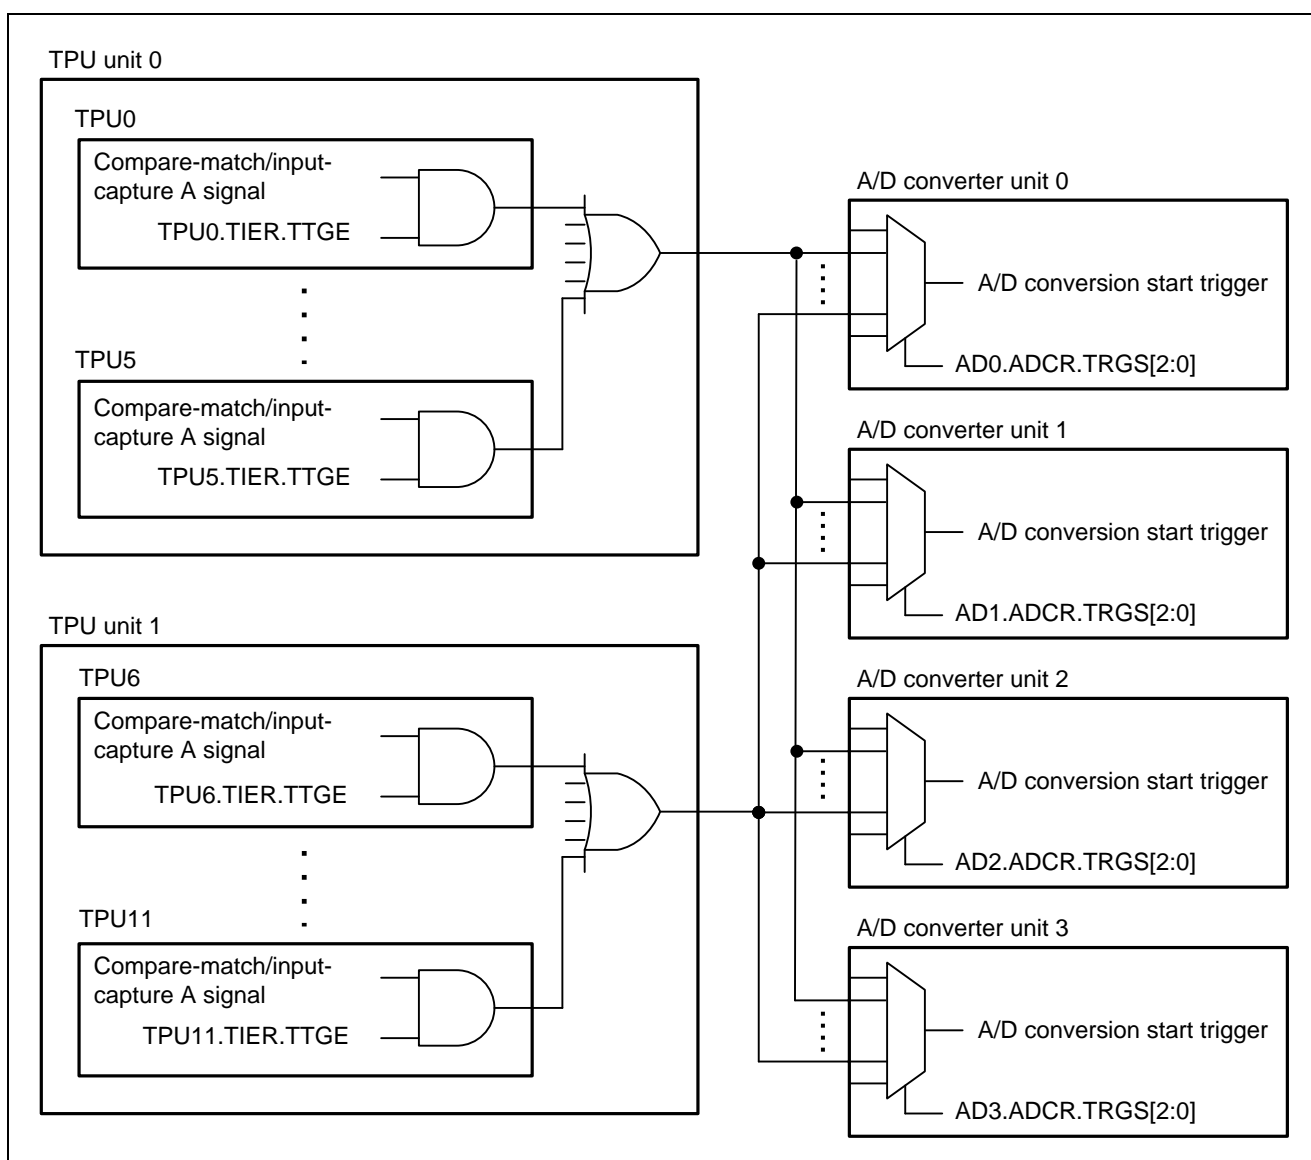 TPU unit 0
TPU0
Compare-match/input-
capture A signal
TPU0.TIER.TTGE
TPU5
Compare-match/input-
capture A signal
TPU5.TIER.TTGE
TPU unit 1
TPU6
Compare-match/input-
capture A signal
TPU6.TIER.TTGE
TPU11
Compare-match/input-
capture A signal
TPU11.TIER.TTGE
A/D converter unit 0
A/D conversion start trigger
AD0.ADCR.TRGS[2:0]
A/D converter unit 1
A/D conversion start trigger
AD1.ADCR.TRGS[2:0]
A/D converter unit 2
A/D conversion start trigger
AD2.ADCR.TRGS[2:0]
A/D converter unit 3
A/D conversion start trigger
AD3.ADCR.TRGS[2:0]